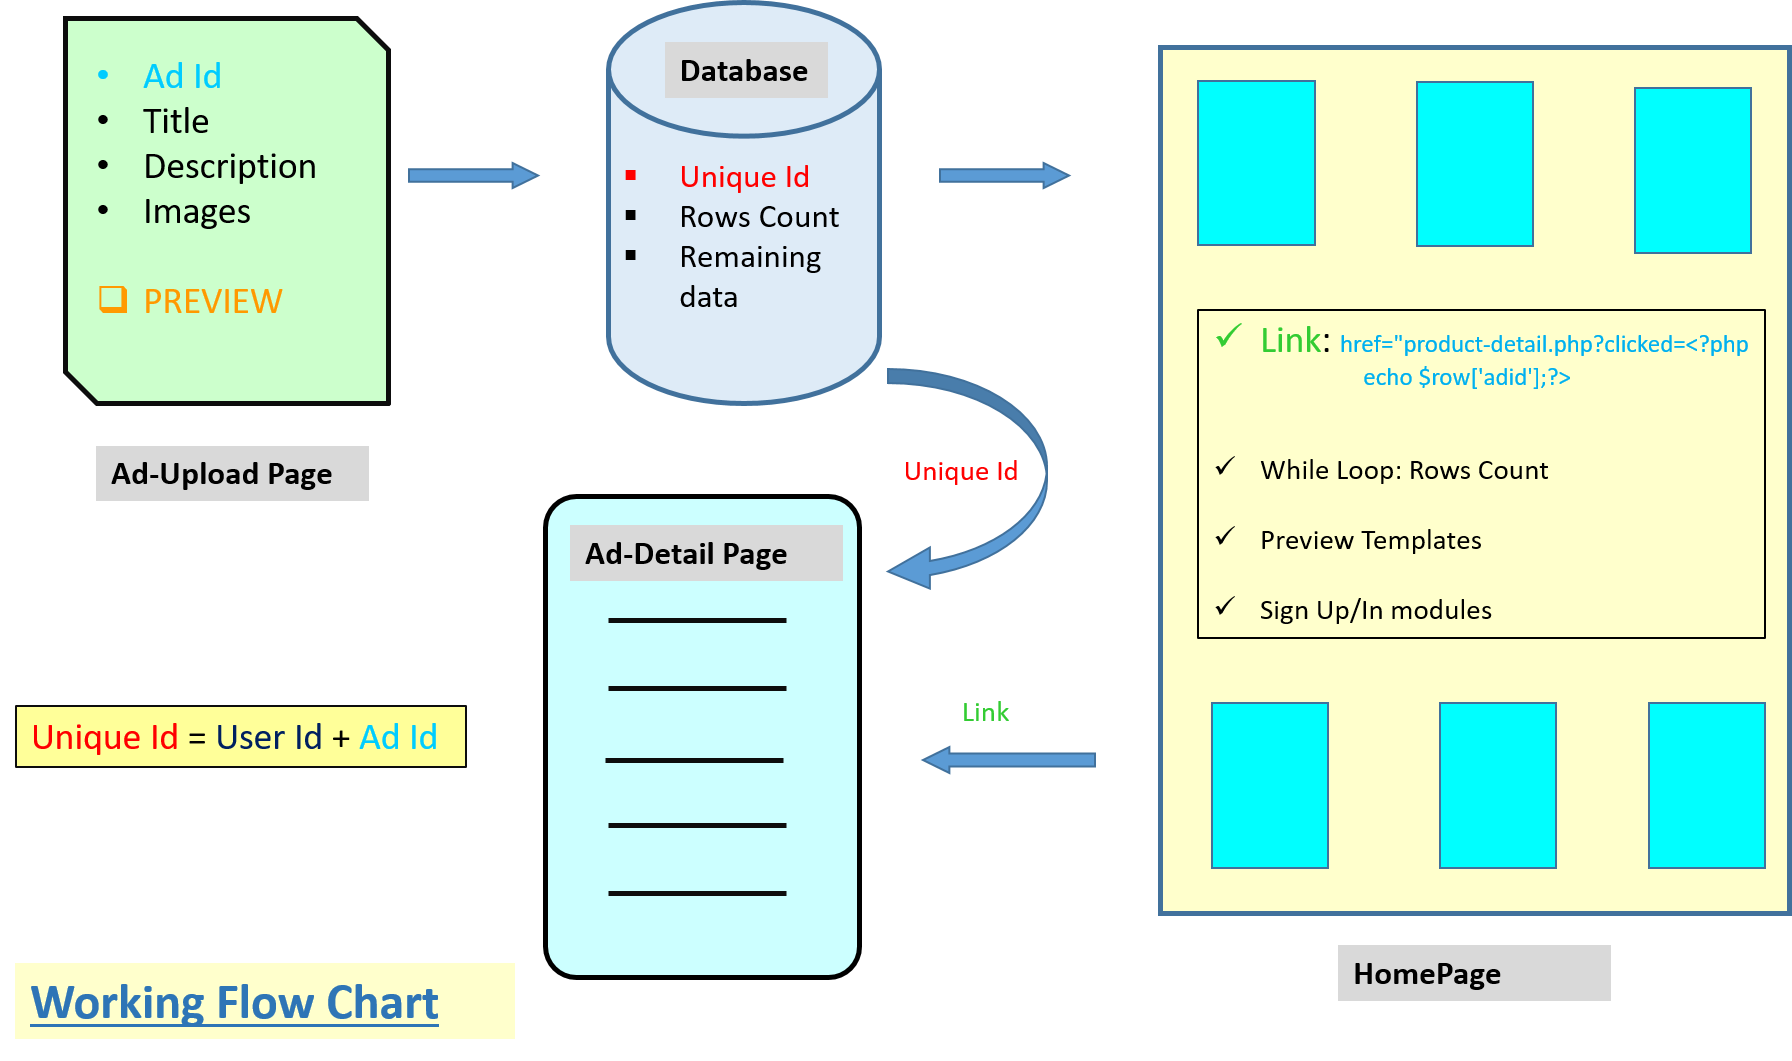 Ad Id
Title
Description
Images
PREVIEW
Ad-Upload Page
Database
Unique Id
Rows Count
Remaining
data
Unique Id
Ad-Detail Page
Link: href="product-detail.php?clicked=<?php
echo $row['adid'];?>
While Loop: Rows Count
Preview Templates
Sign Up/In modules
Link
HomePage
Unique Id = User Id + Ad Id
Working Flow Chart